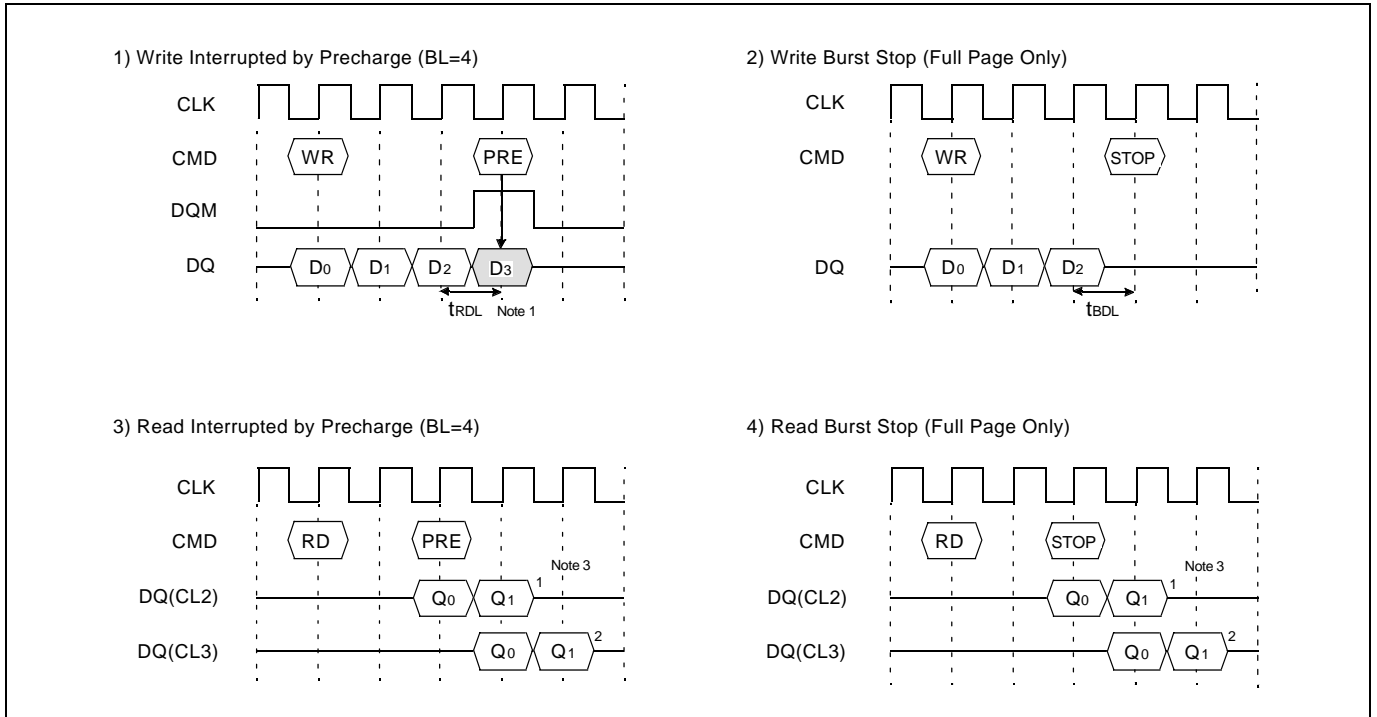 1) Write Interrupted by Precharge (BL=4)
CLK
CMD WR PRE
DQM
DQ D0 D1 D2 D3
tRDL Note 1
2) Write Burst Stop (Full Page Only)
CLK
CMD WR STOP
DQ D0 D1 D2
tBDL
3) Read Interrupted by Precharge (BL=4)
CLK
CMD RD PRE
Note 3
DQ(CL2) Q0 Q1 1
DQ(CL3) Q0 Q1 2
4) Read Burst Stop (Full Page Only)
CLK
CMD RD STOP
Note 3
DQ(CL2) Q0 Q1 1
DQ(CL3) Q0 Q1 2